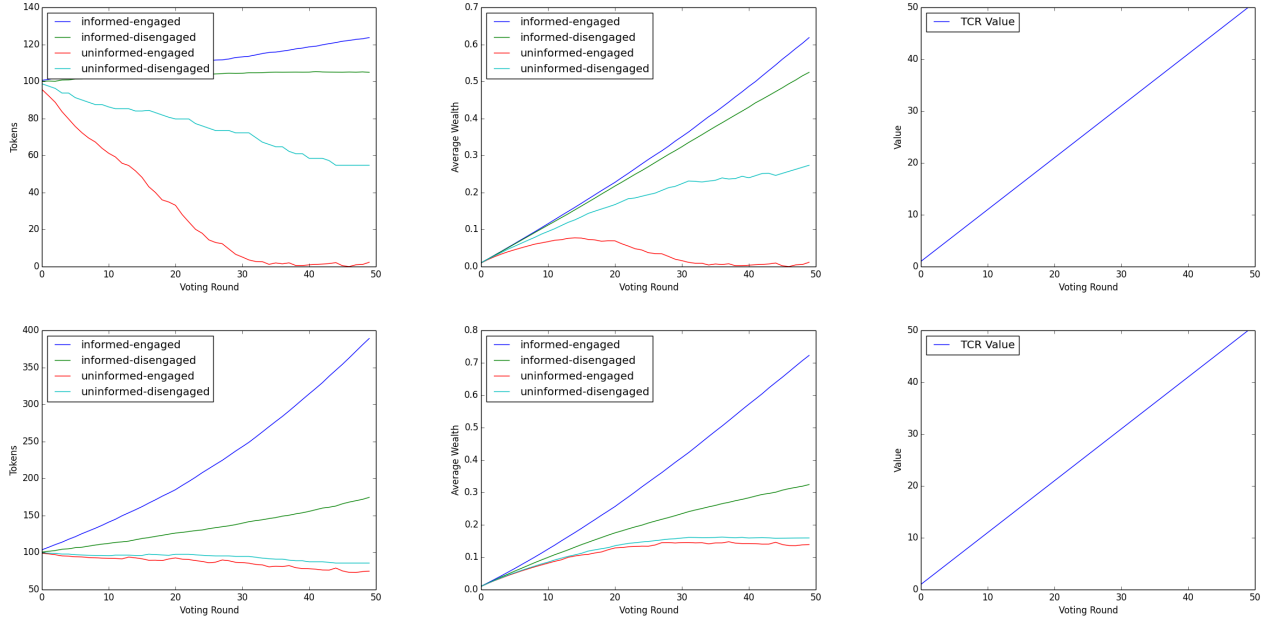 140
120
100
80
60
40
20
0
Tokens
informed-engaged
informed-disengaged
uninformed-engaged
uninformed-disengaged
0 10 20 30 40 50
Voting Round
0.7
0.6
0.5
0.4
0.3
0.2
0.1
0.0
Average Wealth
informed-engaged
informed-disengaged
uninformed-engaged
uninformed-disengaged
0 10 20 30 40 50
Voting Round
50
40
30
20
10
0
Value
TCR Value
0 10 20 30 40 50
Voting Round
400
350
300
250
200
150
100
50
Tokens
informed-engaged
informed-disengaged
uninformed-engaged
uninformed-disengaged
0 10 20 30 40 50
Voting Round
0.8
0.7
0.6
0.5
0.4
0.3
0.2
0.1
0.0
Average Wealth
informed-engaged
informed-disengaged
uninformed-engaged
uninformed-disengaged
0 10 20 30 40 50
Voting Round
50
40
30
20
10
0
Value
TCR Value
0 10 20 30 40 50
Voting Round